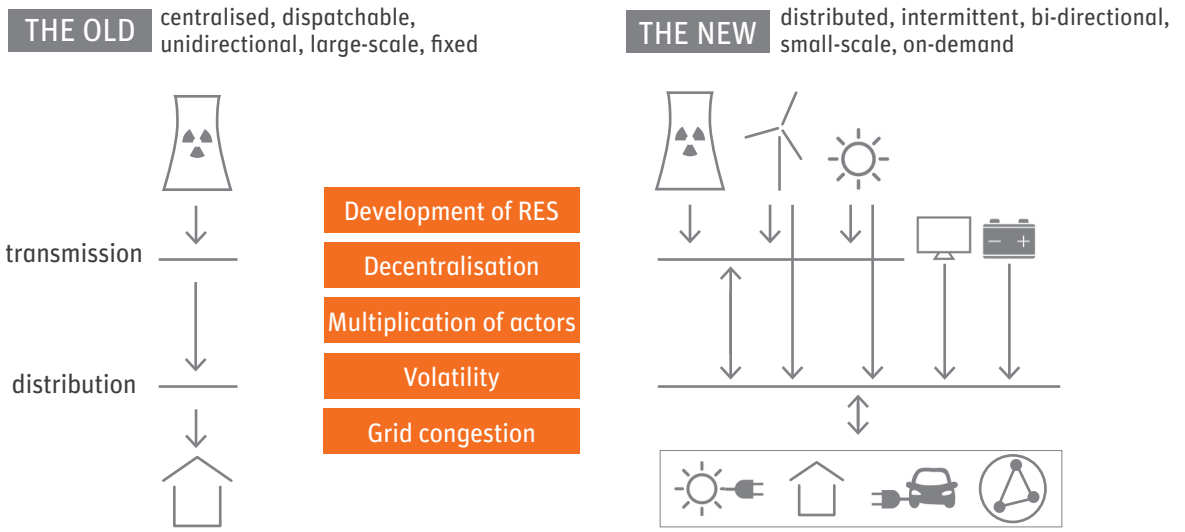 THE OLD
centralised, dispatchable,
unidirectional, large-scale, fixed
transmission
distribution
Development of RES
Decentralisation
Multiplication of actors
Volatility
Grid congestion
THE NEW
distributed, intermittent, bi-directional,
small-scale, on-demand
− +